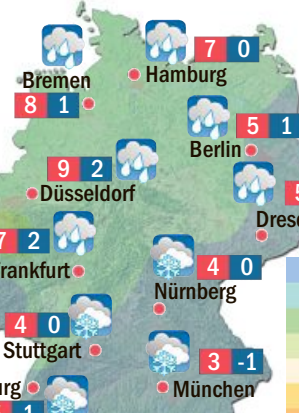 7 0
Hamburg
Bremen
8 1
5 1
Berlin
9 2
Düsseldorf
2
4 0
Nürnberg
4 0
Stuttgart
3 -1
München